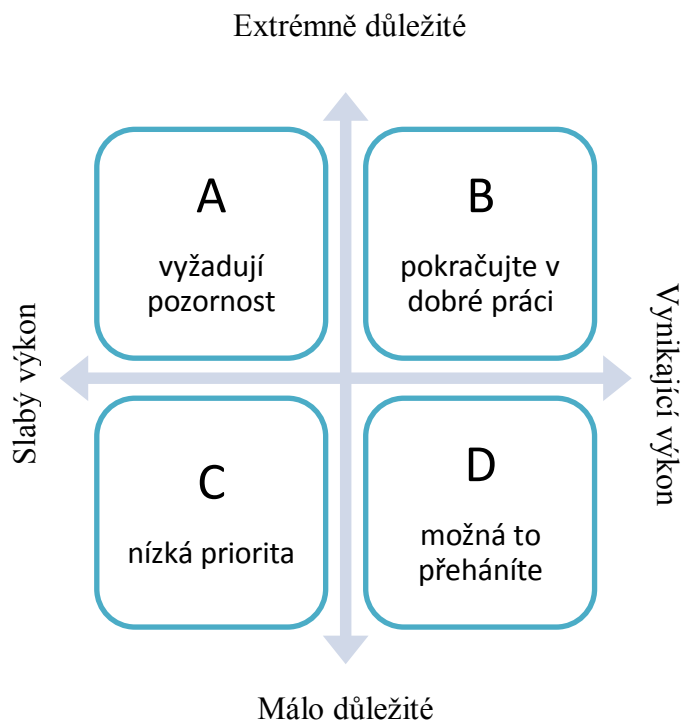 Extrémně důležité
A
vyžadují
pozornost
B
pokračujte v
dobré práci
Slabý výkon
Vynikající výkon
C
nízká priorita
D
možná to
přeháníte
Málo důležité